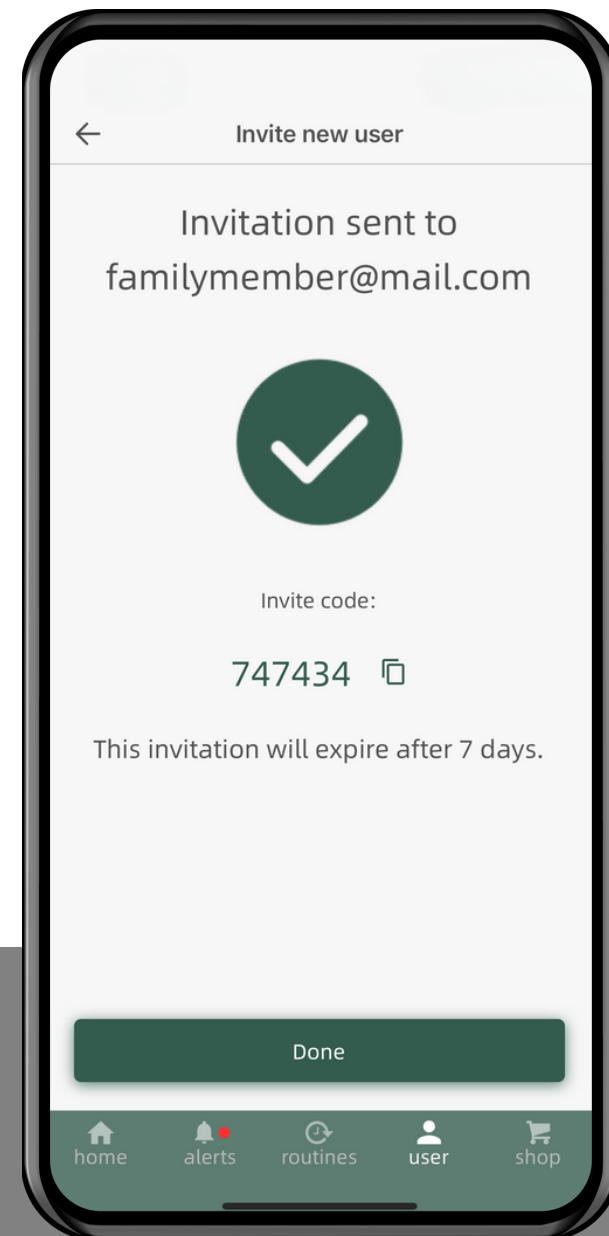 Invite new user
Invitation sent to
familymember@mail.com
Invite code:
747434
This invitation will expire after 7 days.
Done
home alerts routines user shop